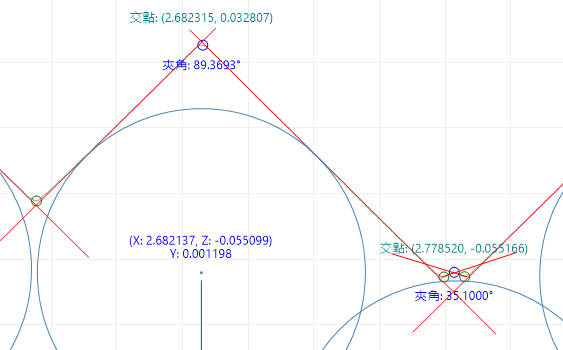 交點: (2.682315, 0.032807)
夾角: 89.3693°
(X: 2.682137, Z: -0.055099)
Y: 0.001198
交點: (2.778520, -0.055166)
夾角: 35.1000°